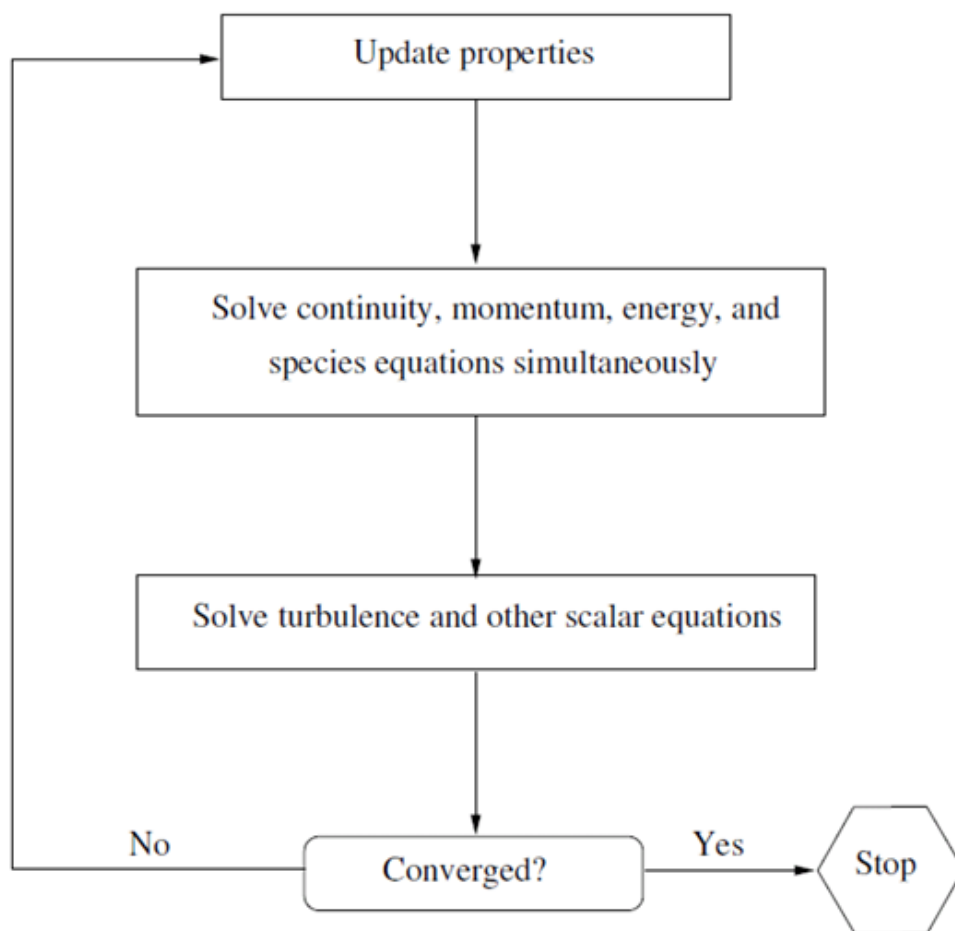 Update properties
Solve continuity, momentum, energy, and
species equations simultaneously
Solve turbulence and other scalar equations
No
Converged?
Yes
Stop